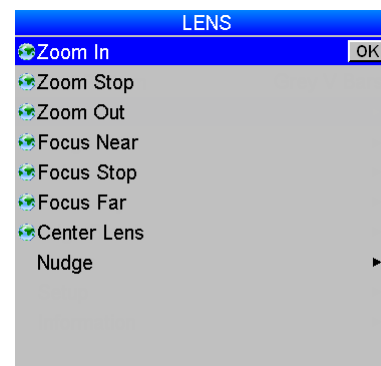 LENS
Zoom In OK
Zoom Stop
Zoom Out
Focus Near
Focus Stop
Focus Far
Center Lens
Nudge